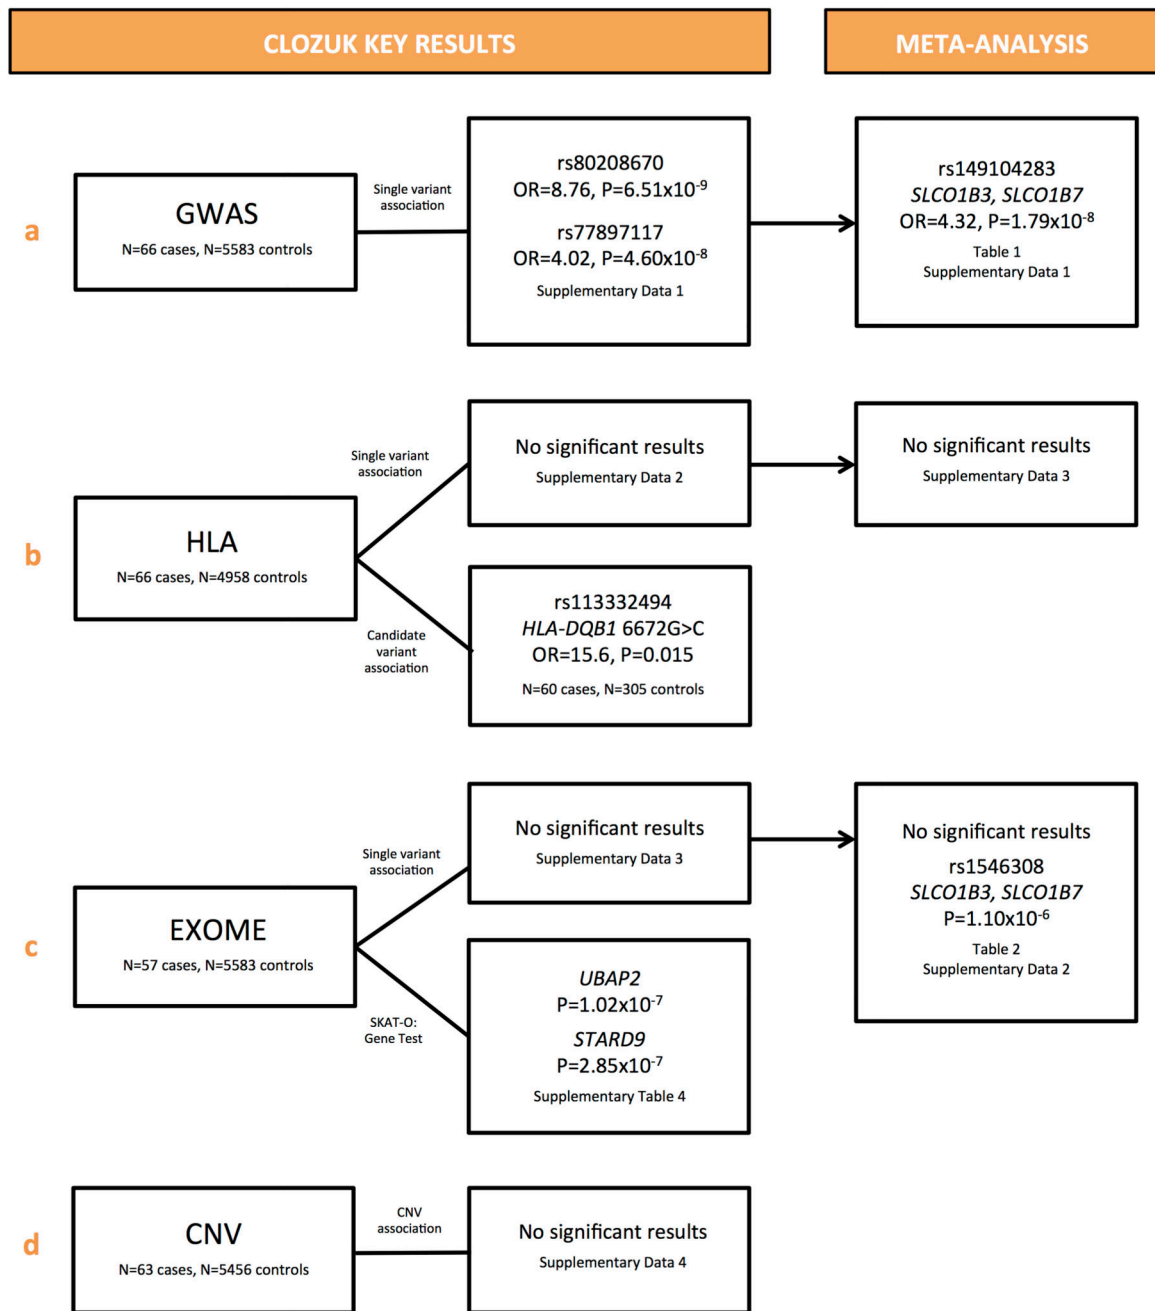 CLOZUK KEY RESULTS
META-ANALYSIS
a
GWAS
N=66 cases, N=5583 controls
Single variant
association
rs80208670
OR=8.76, P=6.51x10⁻⁹
rs77897117
OR=4.02, P=4.60x10⁻⁸
Supplementary Data 1
rs149104283
SLCO1B3, SLCO1B7
OR=4.32, P=1.79x10⁻⁸
Table 1
Supplementary Data 1
b
HLA
N=66 cases, N=4958 controls
Single variant
association
No significant results
Supplementary Data 2
No significant results
Supplementary Data 3
Candidate
variant
association
rs113332494
HLA-DQB1 6672G>C
OR=15.6, P=0.015
N=60 cases, N=305 controls
c
EXOME
N=57 cases, N=5583 controls
Single variant
association
No significant results
Supplementary Data 3
No significant results
rs1546308
SLCO1B3, SLCO1B7
P=1.10x10⁻⁶
Table 2
Supplementary Data 2
SKAT-O:
Gene Test
UBAP2
P=1.02x10⁻⁷
STARD9
P=2.85x10⁻⁷
Supplementary Table 4
d
CNV
N=63 cases, N=5456 controls
CNV
association
No significant results
Supplementary Data 4